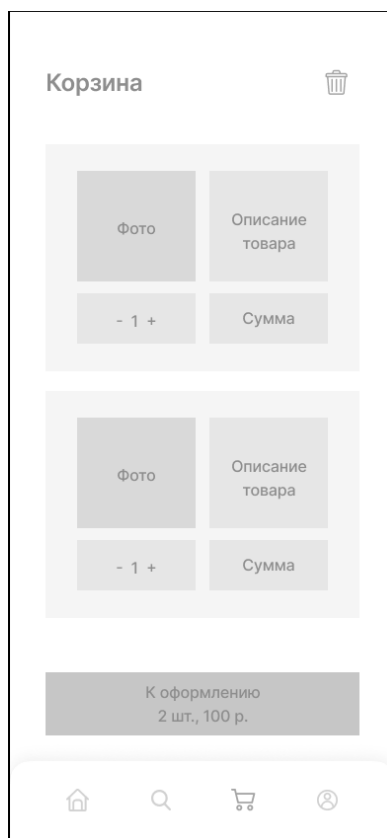 Корзина
Фото
Описание
товара
- 1 +
Сумма
Фото
Описание
товара
- 1 +
Сумма
К оформлению
2 шт., 100 р.